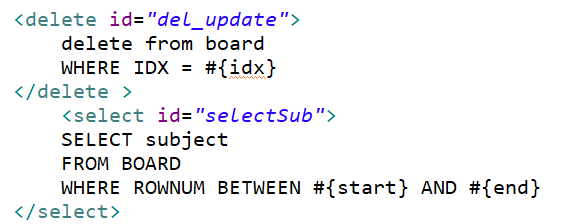 <delete id="del_update">
    delete from board
    WHERE IDX = #{idx}
</delete >
    <select id="selectSub">
    SELECT subject
    FROM BOARD
    WHERE ROWNUM BETWEEN #{start} AND #{end}
</select>